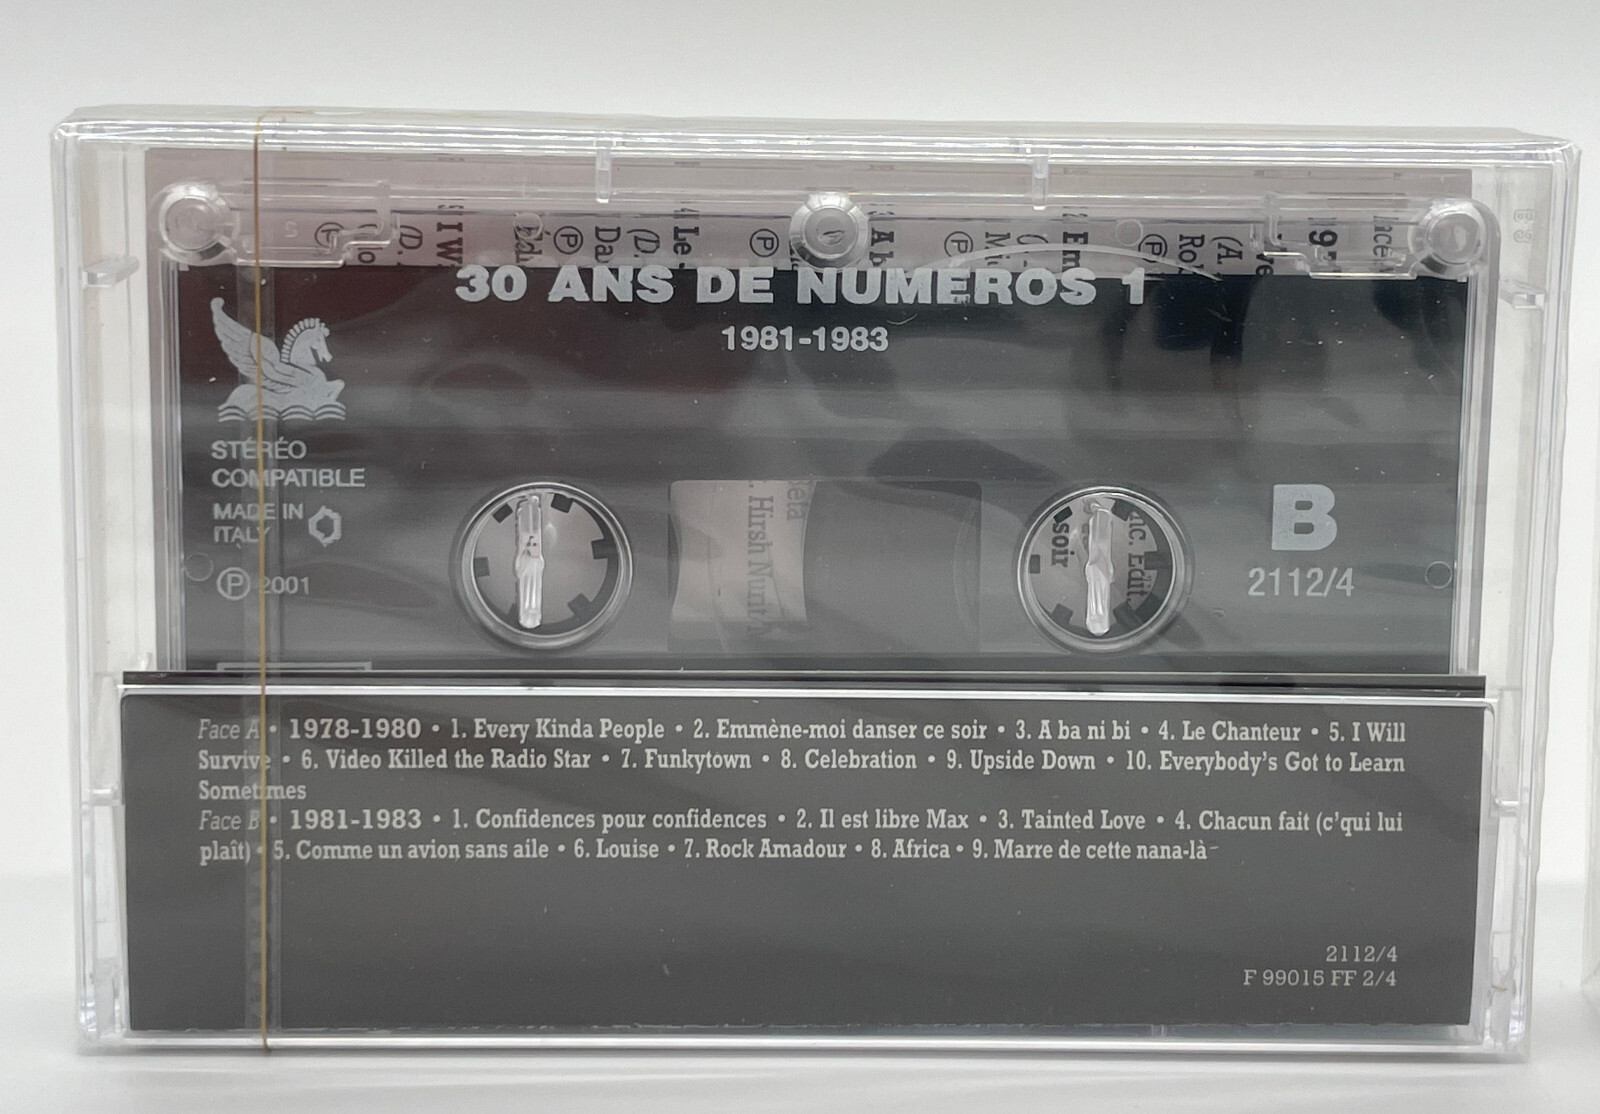 30 ANS DE NUMEROS 1
1981-1983
STÉRÉO
COMPATIBLE
MADE IN
ITALY
Ⓟ 2001
Hirsh
soir
Edit.
B
2112/4
Face A • 1978-1980 • 1. Every Kinda People • 2. Emmène-moi danser ce soir • 3. A ba ni bi • 4. Le Chanteur • 5. I Will
Survive • 6. Video Killed the Radio Star • 7. Funkytown • 8. Celebration • 9. Upside Down • 10. Everybody's Got to Learn
Sometimes
Face B • 1981-1983 • 1. Confidences pour confidences • 2. Il est libre Max • 3. Tainted Love • 4. Chacun fait (c'qui lui
plaît) • 5. Comme un avion sans aile • 6. Louise • 7. Rock Amadour • 8. Africa • 9. Marre de cette nana-là
2112/4
F 99015 FF 2/4